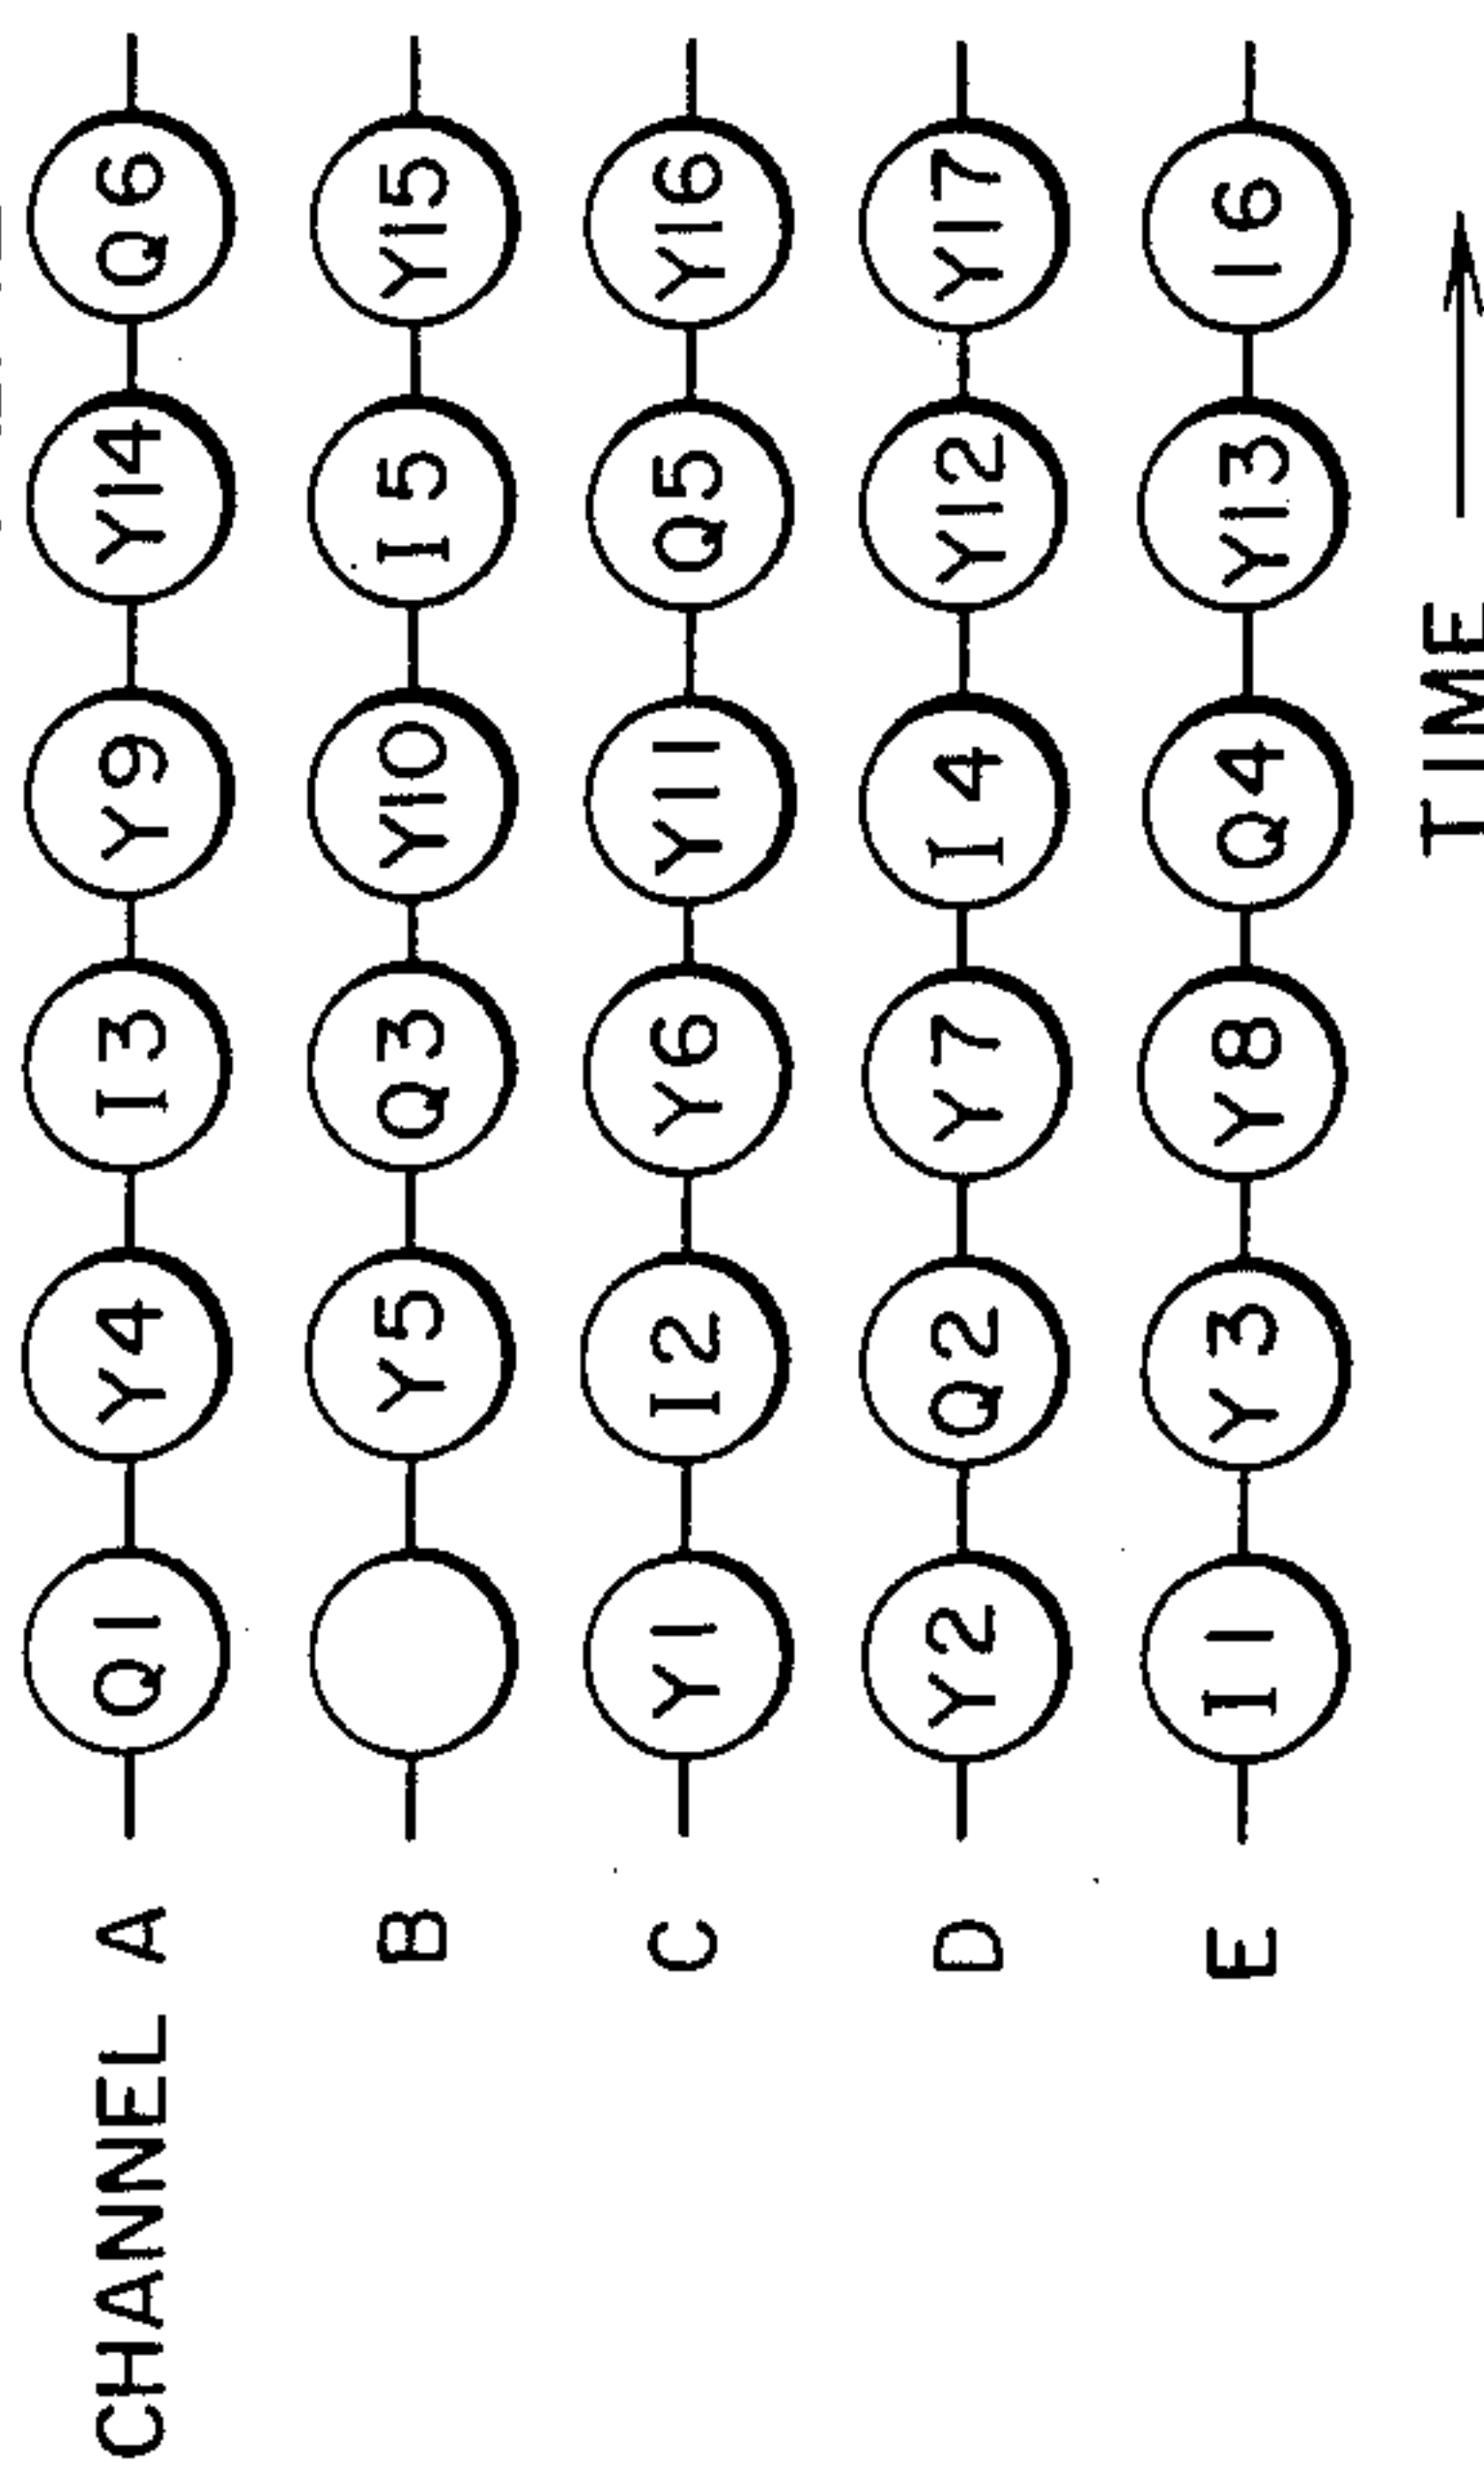 CHANNEL A Q1 Y4 I3 Y9 Y14 Q6
B Y5 Q3 Y10 I5 Y15
C Y1 I2 Y6 Y11 Q5 Y16
D Y2 Q2 Y7 I4 Y12 Y17
E I1 Y3 Y8 Q4 Y13 I6
TIME